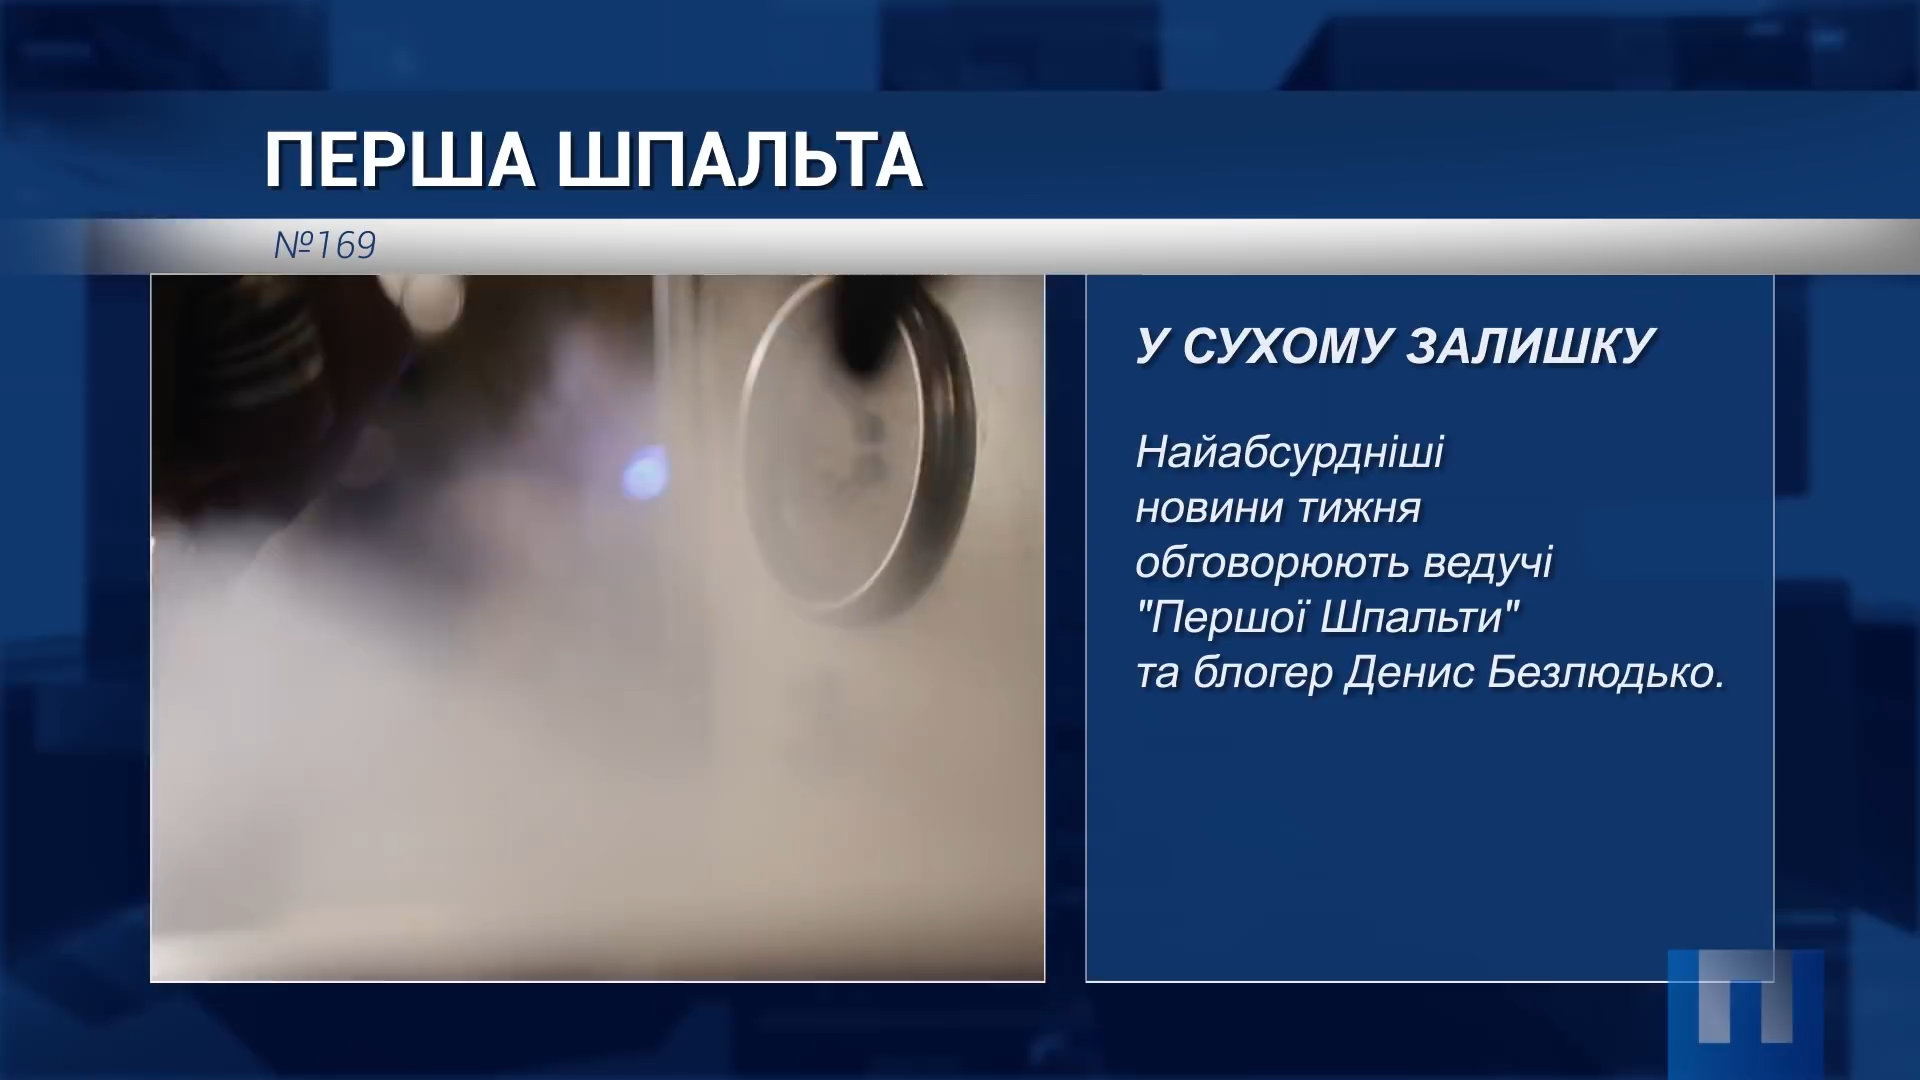 ПЕРША ШПАЛЬТА
№169
У СУХОМУ ЗАЛИШКУ
Найабсурдніші
новини тижня
обговорюють ведучі
"Першої Шпальти"
та блогер Денис Безлюдько.
П